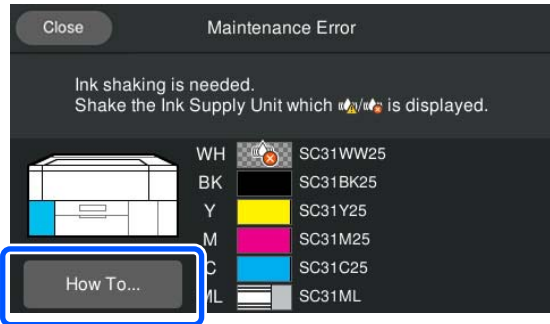 Close
Maintenance Error
Ink shaking is needed.
Shake the Ink Supply Unit which / is displayed.
WH SC31WW25
BK SC31BK25
Y SC31Y25
M SC31M25
C SC31C25
ML SC31ML
How To...